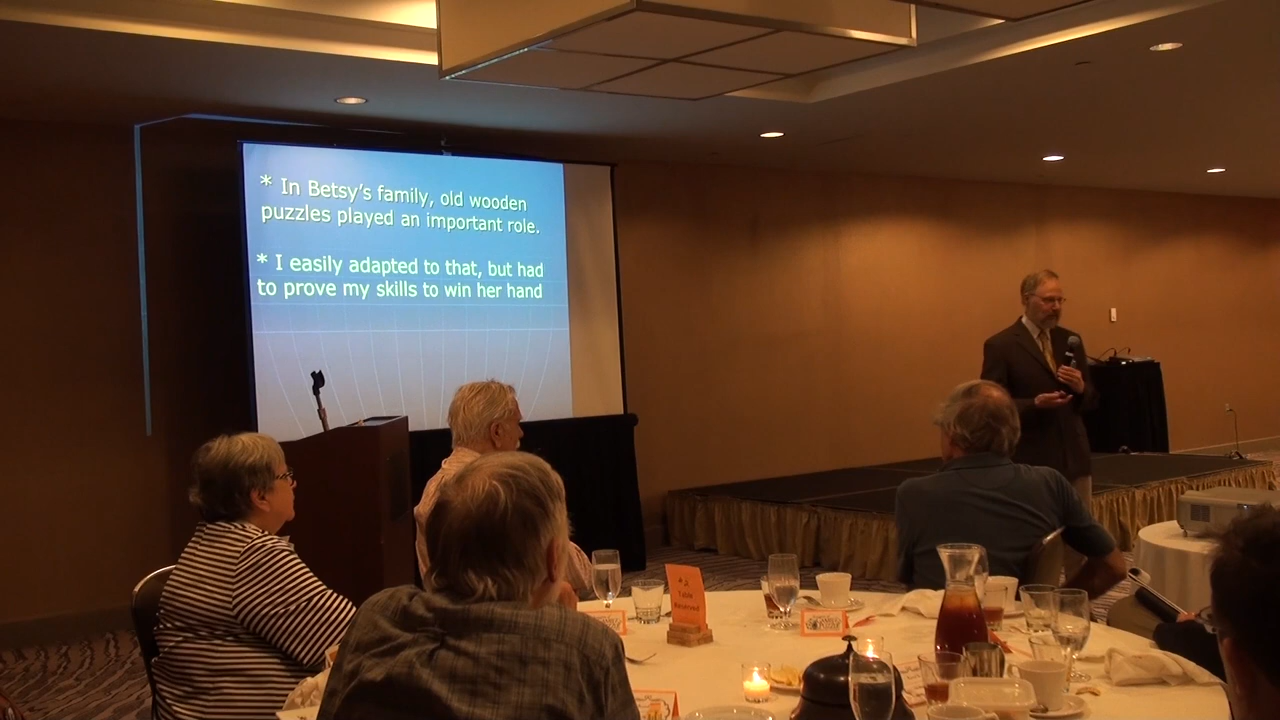 * In Betsy's family, old wooden
puzzles played an important role.
* I easily adapted to that, but had
to prove my skills to win her hand
Table
Reserved